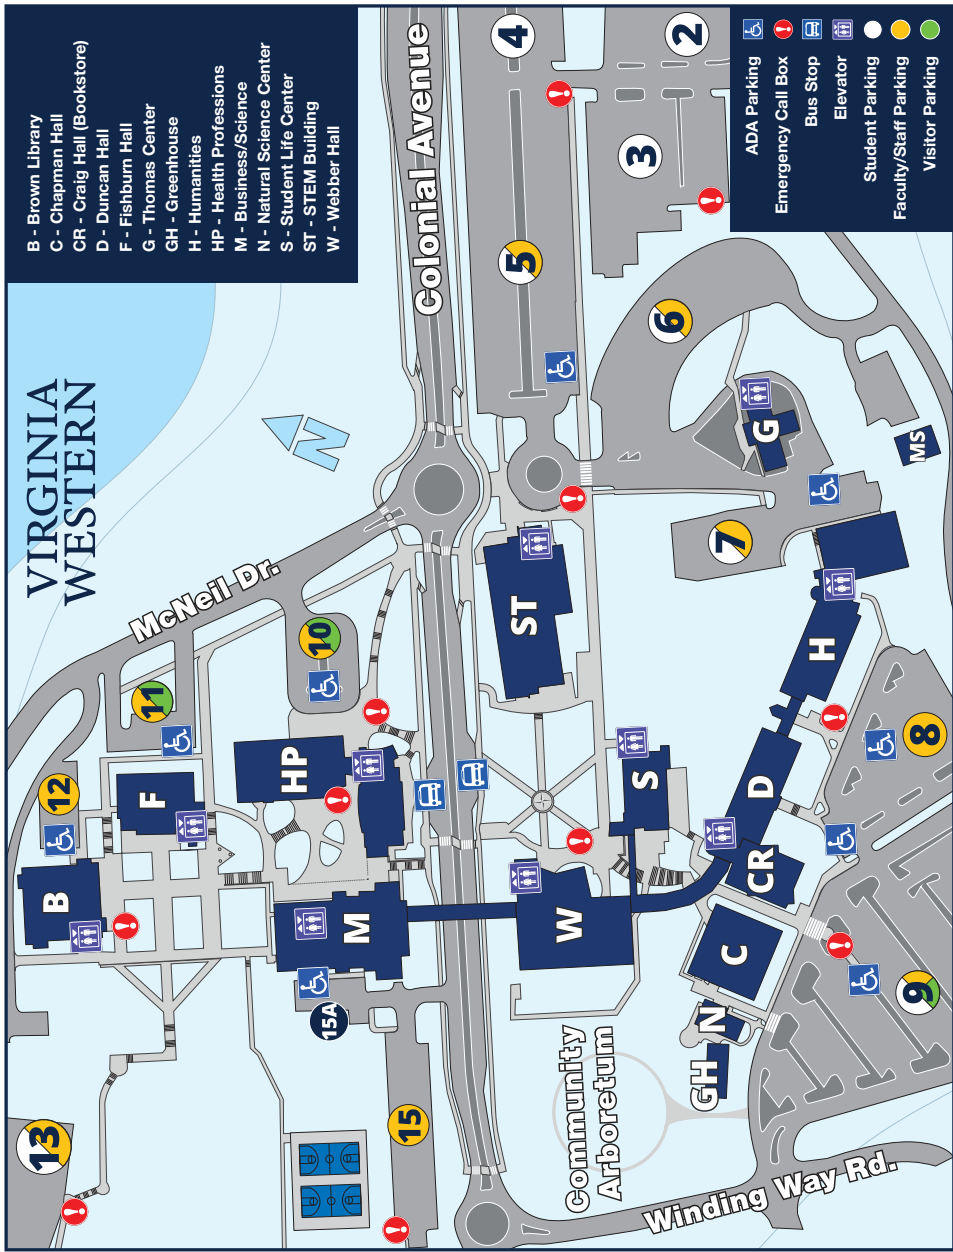 VIRGINIA
WESTERN
B - Brown Library
C - Chapman Hall
CR - Craig Hall (Bookstore)
D - Duncan Hall
F - Fishburn Hall
G - Thomas Center
GH - Greenhouse
H - Humanities
HP - Health Professions
M - Business/Science
N - Natural Science Center
S - Student Life Center
ST - STEM Building
W - Webber Hall
N
McNeil Dr.
Colonial Avenue
13
B
12
F
11
HP
10
M
15A
15
4
2
3
5
6
ST
W
S
7
G
MS
H
D
CR
C
N
GH
8
9
Community
Arboretum
Winding Way Rd.
ADA Parking
Emergency Call Box
Bus Stop
Elevator
Student Parking
Faculty/Staff Parking
Visitor Parking